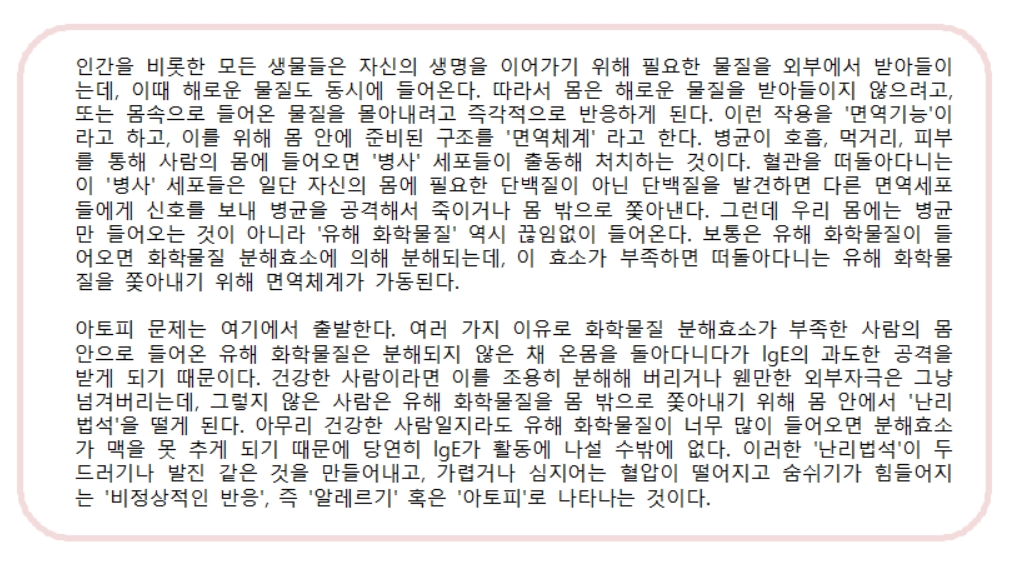 인간을 비롯한 모든 생물들은 자신의 생명을 이어가기 위해 필요한 물질을 외부에서 받아들이
는데, 이때 해로운 물질도 동시에 들어온다. 따라서 몸은 해로운 물질을 받아들이지 않으려고,
또는 몸속으로 들어온 물질을 몰아내려고 즉각적으로 반응하게 된다. 이런 작용을 '면역기능'이
라고 하고, 이를 위해 몸 안에 준비된 구조를 '면역체계' 라고 한다. 병균이 호흡, 먹거리, 피부
를 통해 사람의 몸에 들어오면 '병사' 세포들이 출동해 처치하는 것이다. 혈관을 떠돌아다니는
이 '병사' 세포들은 일단 자신의 몸에 필요한 단백질이 아닌 단백질을 발견하면 다른 면역세포
들에게 신호를 보내 병균을 공격해서 죽이거나 몸 밖으로 쫓아낸다. 그런데 우리 몸에는 병균
만 들어오는 것이 아니라 '유해 화학물질' 역시 끊임없이 들어온다. 보통은 유해 화학물질이 들
어오면 화학물질 분해효소에 의해 분해되는데, 이 효소가 부족하면 떠돌아다니는 유해 화학물
질을 쫓아내기 위해 면역체계가 가동된다.
아토피 문제는 여기에서 출발한다. 여러 가지 이유로 화학물질 분해효소가 부족한 사람의 몸
안으로 들어온 유해 화학물질은 분해되지 않은 채 온몸을 돌아다니다가 lgE의 과도한 공격을
받게 되기 때문이다. 건강한 사람이라면 이를 조용히 분해해 버리거나 웬만한 외부자극은 그냥
넘겨버리는데, 그렇지 않은 사람은 유해 화학물질을 몸 밖으로 쫓아내기 위해 몸 안에서 '난리
법석'을 떨게 된다. 아무리 건강한 사람일지라도 유해 화학물질이 너무 많이 들어오면 분해효소
가 맥을 못 추게 되기 때문에 당연히 lgE가 활동에 나설 수밖에 없다. 이러한 '난리법석'이 두
드러기나 발진 같은 것을 만들어내고, 가렵거나 심지어는 혈압이 떨어지고 숨쉬기가 힘들어지
는 '비정상적인 반응', 즉 '알레르기' 혹은 '아토피'로 나타나는 것이다.